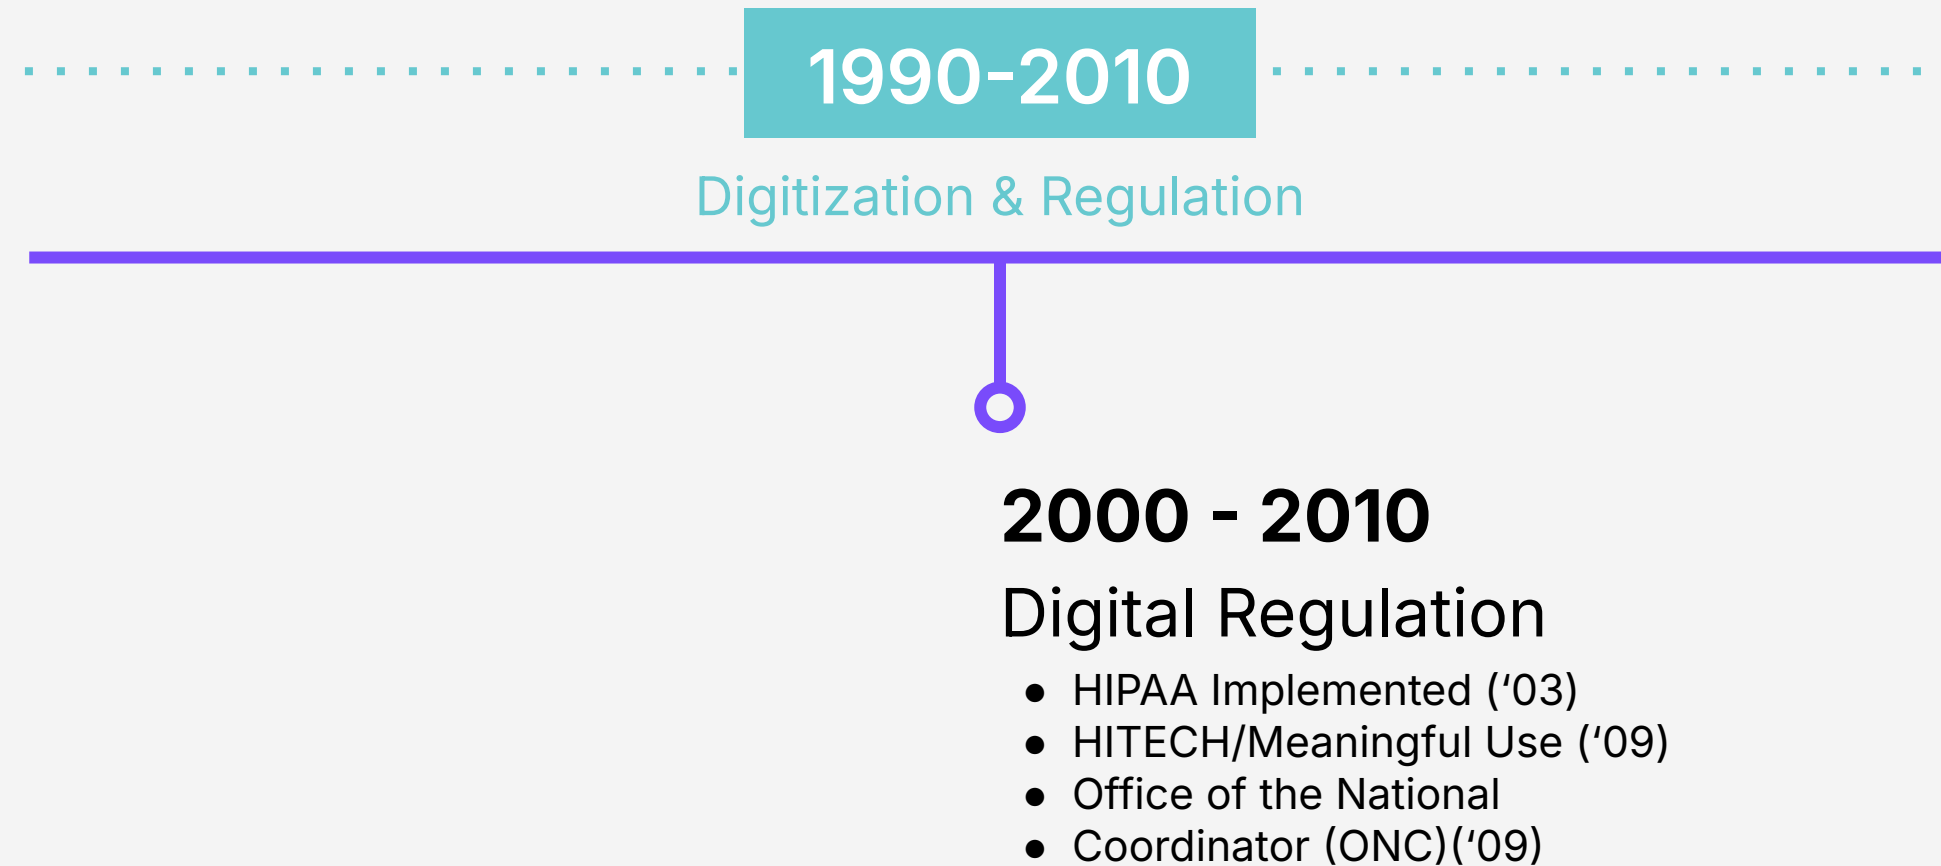 1990-2010
Digitization & Regulation
2000 - 2010
Digital Regulation
● HIPAA Implemented (‘03)
● HITECH/Meaningful Use (‘09)
● Office of the National
● Coordinator (ONC)(‘09)